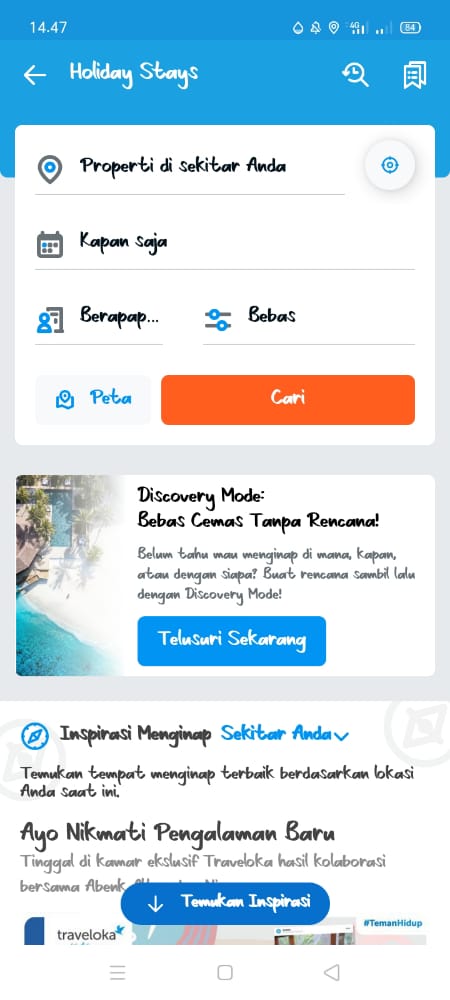 14.47
4G
84
Holiday Stays
Properti di sekitar Anda
Kapan saja
Berapap...
Bebas
Peta
Cari
Discovery Mode:
Bebas Cemas Tanpa Rencana!
Belum tahu mau menginap di mana, kapan,
atau dengan siapa? Buat rencana sambil lalu
dengan Discovery Mode!
Telusuri Sekarang
Inspirasi Menginap Sekitar Anda
Temukan tempat menginap terbaik berdasarkan lokasi
Anda saat ini.
Ayo Nikmati Pengalaman Baru
Tinggal di kamar ekslusif Traveloka hasil kolaborasi
bersama Abenk
Temukan Inspirasi
traveloka
#TemanHidup